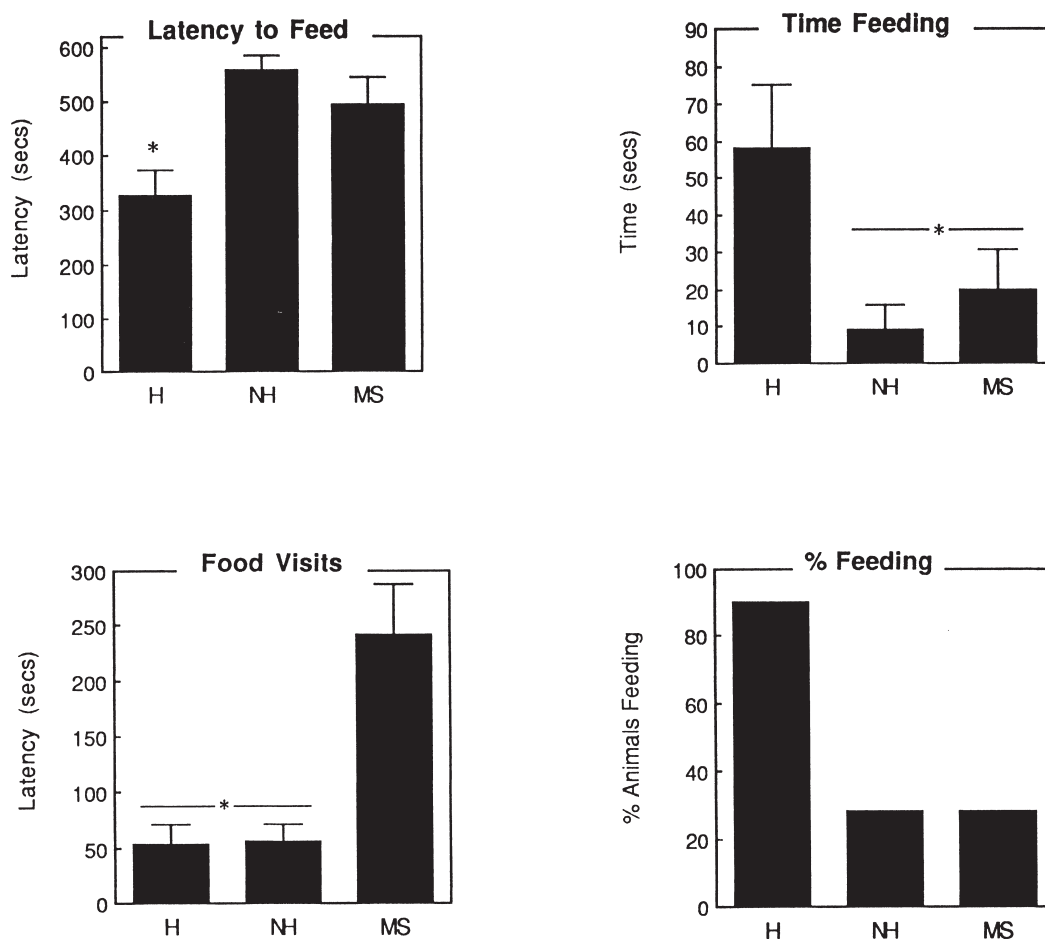 Latency to Feed
Latency (secs)
600
500
400
300
200
100
0
*
H NH MS
Time Feeding
Time (secs)
90
80
70
60
50
40
30
20
10
0
*
H NH MS
Food Visits
Latency (secs)
300
250
200
150
100
50
0
*
H NH MS
% Feeding
% Animals Feeding
100
80
60
40
20
0
H NH MS